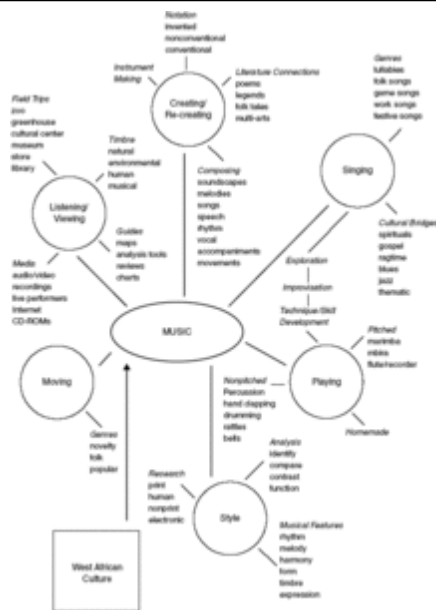 Notation
invented
nonconventional
conventional
Instrument
Making
Creating/
Re-creating
Literature Connections
poems
legends
folk tales
multi-arts
Composing
soundscapes
melodies
songs
speech
rhythm
vocal
accompaniments
movements
Genres
lullabies
folk songs
game songs
work songs
festive songs
Singing
Cultural Bridges
spirituals
gospel
ragtime
blues
jazz
thematic
Field Trips
zoo
greenhouse
cultural center
museum
store
library
Timbre
natural
environmental
human
musical
Listening/
Viewing
Guides
maps
analysis tools
reviews
charts
Media
audio/video
recordings
live performers
Internet
CD-ROMs
Exploration
Improvisation
Technique/Skill
Development
MUSIC
Moving
Genres
novelty
folk
popular
Pitched
marimba
mbira
flute/recorder
Nonpitched
Percussion
hand clapping
drumming
rattles
bells
Playing
Homemade
Analysis
identity
compare
contrast
function
Research
print
human
nonprint
electronic
Style
Musical Features
rhythm
melody
harmony
form
timbre
expression
West African
Culture